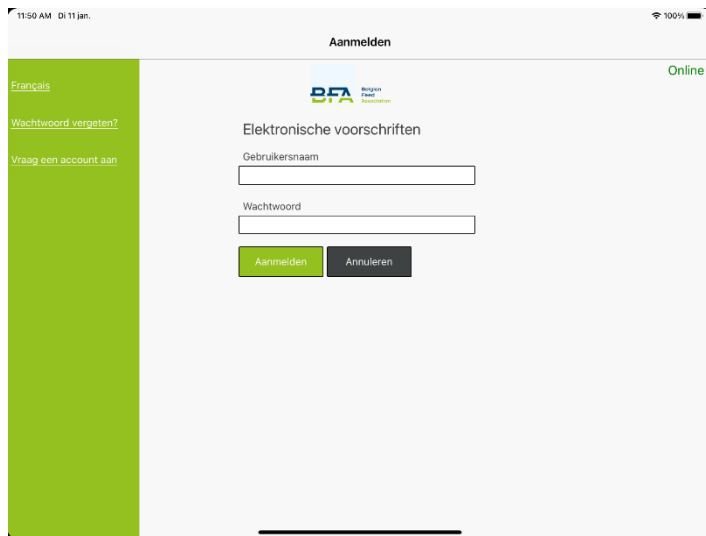 11:50 AM Di 11 jan.
100%
Aanmelden
Online
Français
Wachtwoord vergeten?
Vraag een account aan
BFA
Belgian
Feed
Association
Elektronische voorschriften
Gebruikersnaam
Wachtwoord
Aanmelden
Annuleren